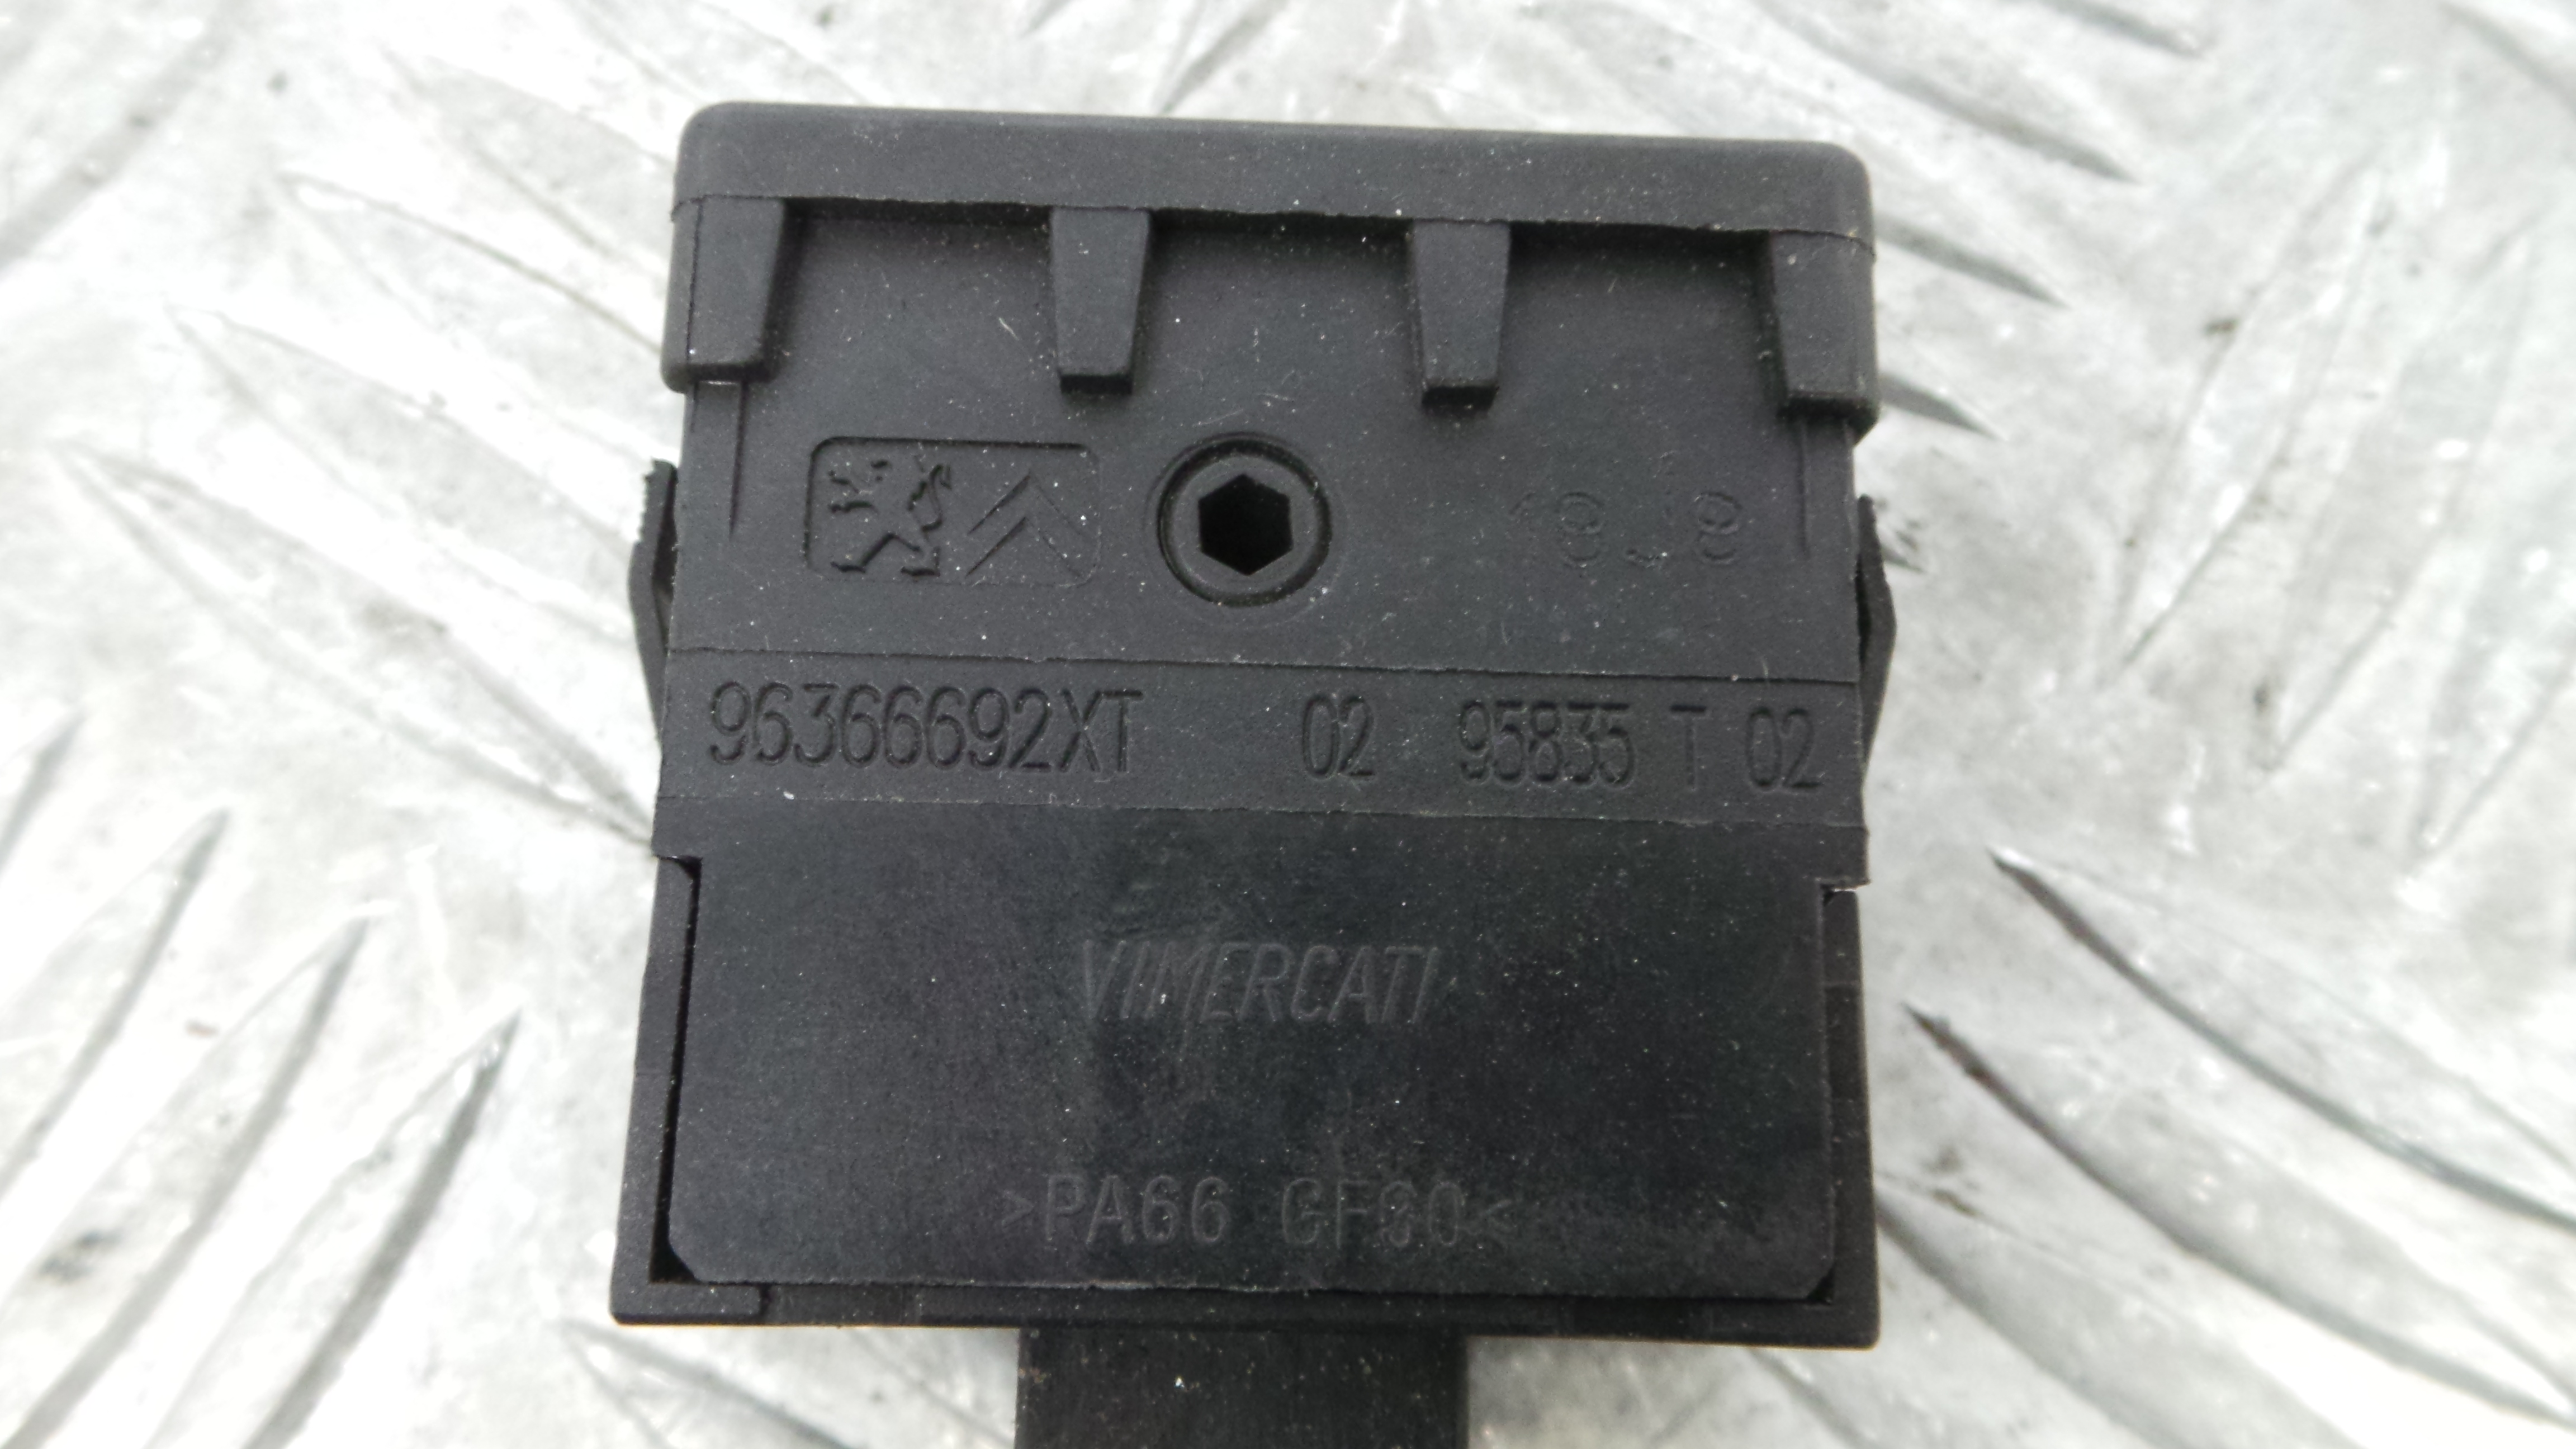 96366692XT 02 95835 T 02
VIMERCATI
>PA66 GF30<